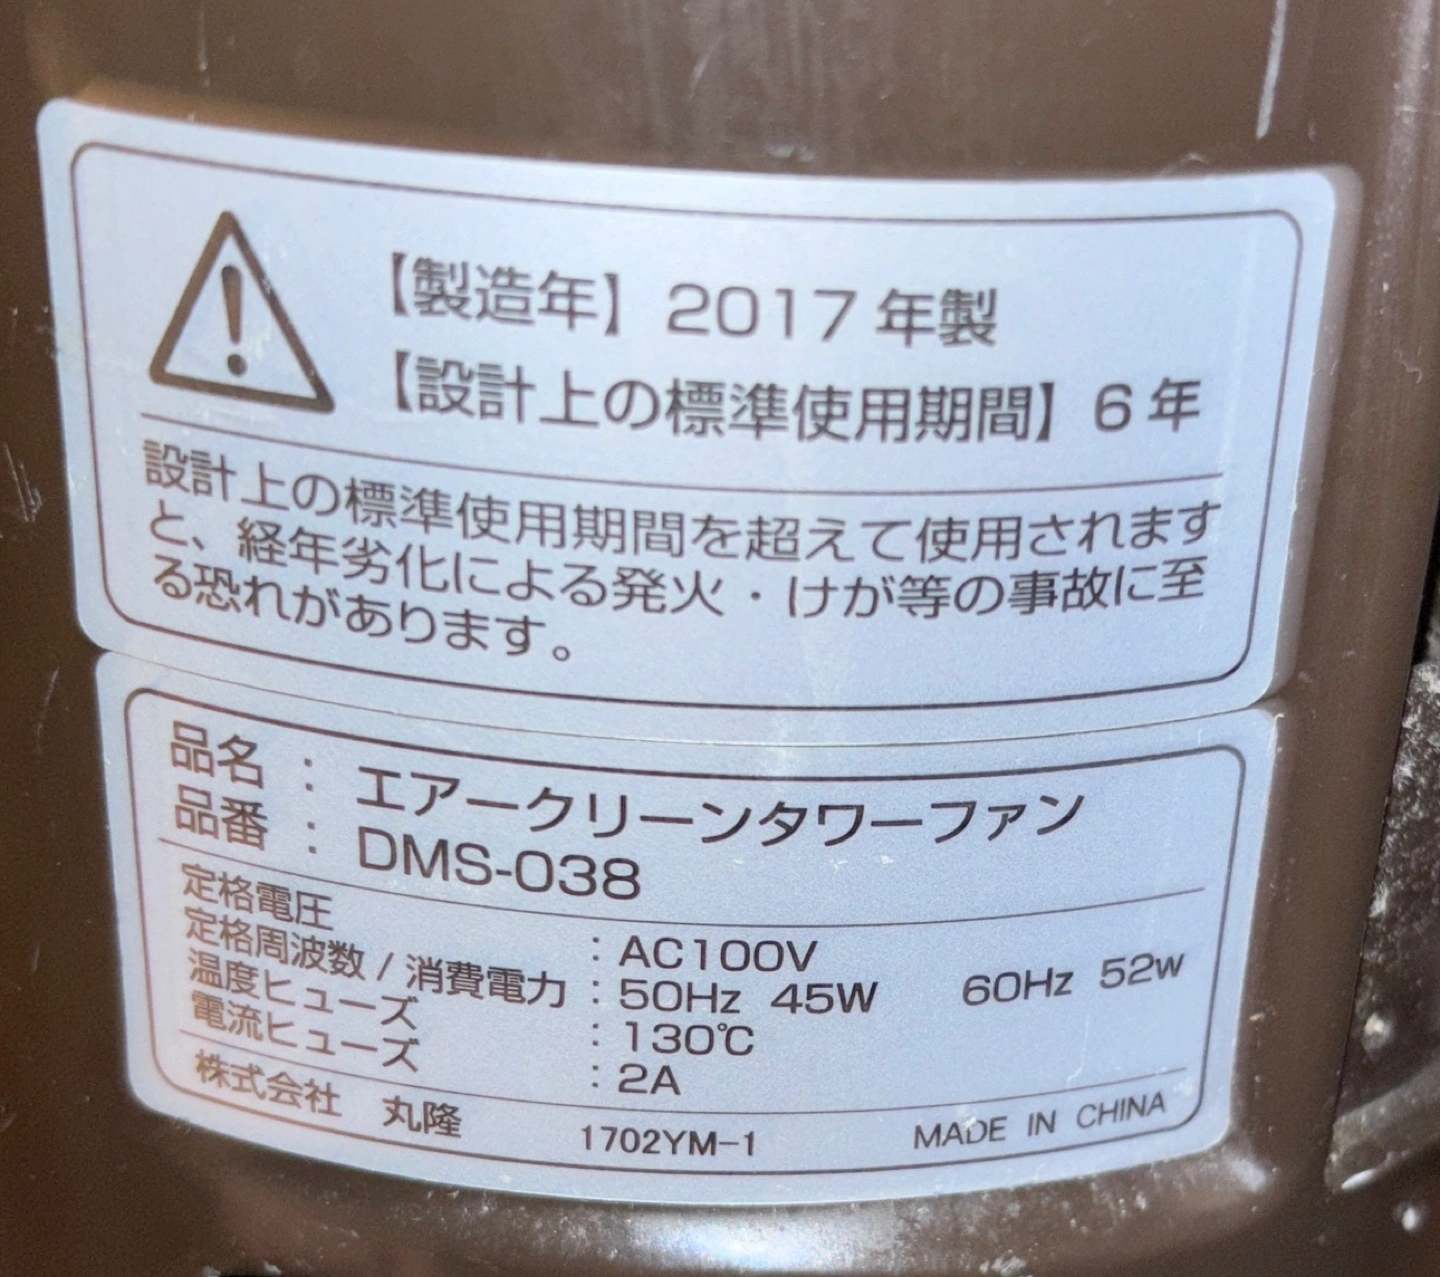 【製造年】2017年製
【設計上の標準使用期間】6年
設計上の標準使用期間を超えて使用されます
と、経年劣化による発火・けが等の事故に至
る恐れがあります。
品名：エアークリーンタワーファン
品番：DMS-038
定格電圧：AC100V
定格周波数/消費電力：50Hz 45W 60Hz 52w
温度ヒューズ：130℃
電流ヒューズ：2A
株式会社 丸隆 1702YM-1 MADE IN CHINA